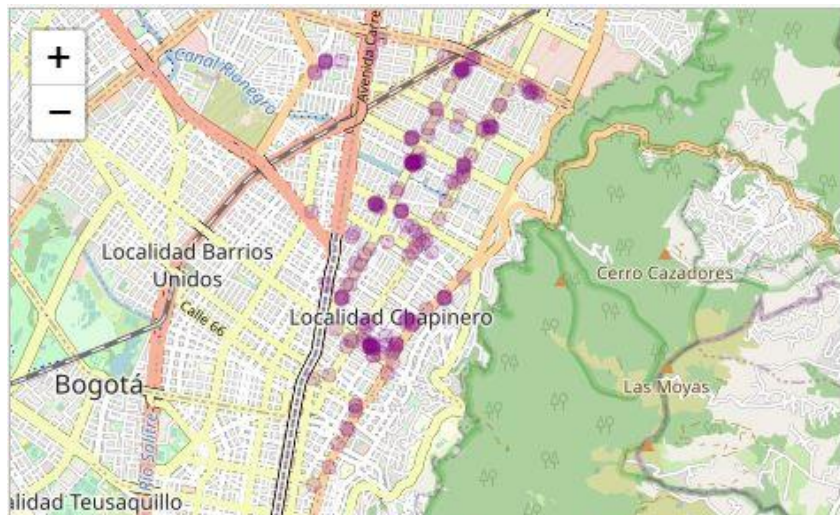 +
−
Canal Rionegro
Avenida Carre
Localidad Barrios
Unidos
Cerro Cazadores
Calle 66
Localidad Chapinero
Bogotá
Las Moyas
Río Salitre
alidad Teusaquillo